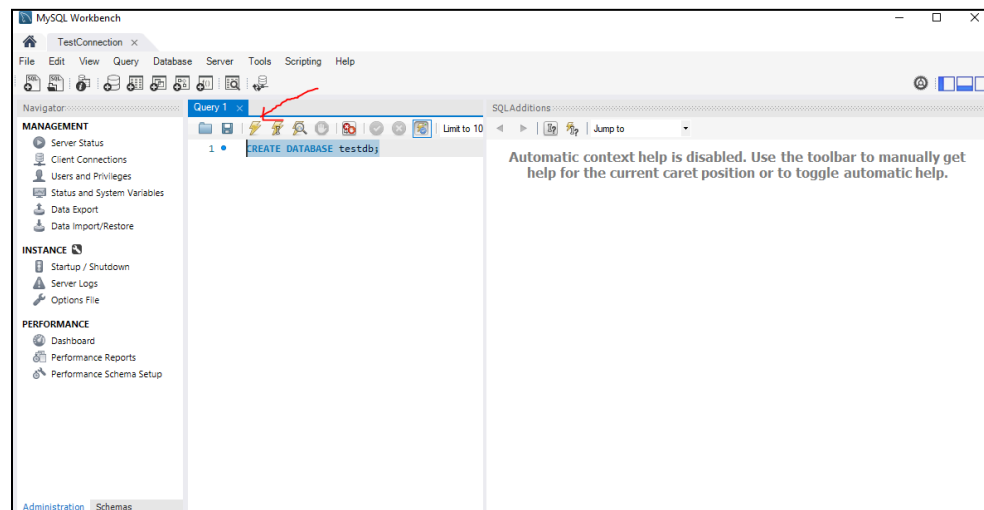 MySQL Workbench
TestConnection
File Edit View Query Database Server Tools Scripting Help
Navigator
MANAGEMENT
Server Status
Client Connections
Users and Privileges
Status and System Variables
Data Export
Data Import/Restore
INSTANCE
Startup / Shutdown
Server Logs
Options File
PERFORMANCE
Dashboard
Performance Reports
Performance Schema Setup
Administration Schemas
Query 1
Limit to 10
1 CREATE DATABASE testdb;
SQLAdditions
Jump to
Automatic context help is disabled. Use the toolbar to manually get
help for the current caret position or to toggle automatic help.